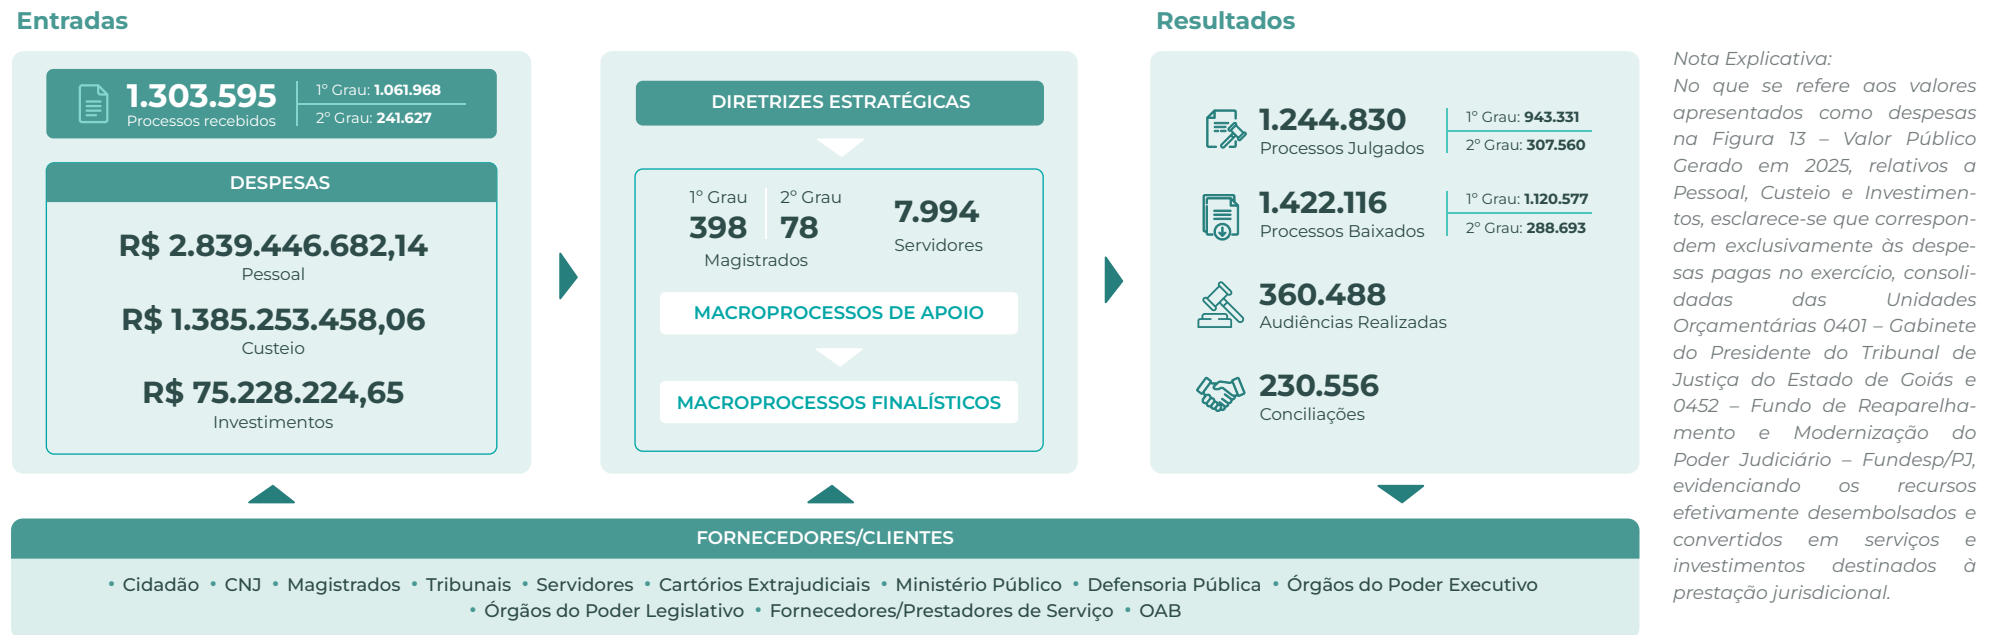 Entradas
1.303.595
Processos recebidos
1º Grau: 1.061.968
2º Grau: 241.627
DESPESAS
R$ 2.839.446.682,14
Pessoal
R$ 1.385.253.458,06
Custeio
R$ 75.228.224,65
Investimentos
DIRETRIZES ESTRATÉGICAS
1º Grau
398
2º Grau
78
Magistrados
7.994
Servidores
MACROPROCESSOS DE APOIO
MACROPROCESSOS FINALÍSTICOS
Resultados
1.244.830
Processos Julgados
1º Grau: 943.331
2º Grau: 307.560
1.422.116
Processos Baixados
1º Grau: 1.120.577
2º Grau: 288.693
360.488
Audiências Realizadas
230.556
Conciliações
FORNECEDORES/CLIENTES
• Cidadão • CNJ • Magistrados • Tribunais • Servidores • Cartórios Extrajudiciais • Ministério Público • Defensoria Pública • Órgãos do Poder Executivo
• Órgãos do Poder Legislativo • Fornecedores/Prestadores de Serviço • OAB
Nota Explicativa:
No que se refere aos valores
apresentados como despesas
na Figura 13 – Valor Público
Gerado em 2025, relativos a
Pessoal, Custeio e Investimen-
tos, esclarece-se que correspon-
dem exclusivamente às despe-
sas pagas no exercício, consoli-
dadas das Unidades
Orçamentárias 0401 – Gabinete
do Presidente do Tribunal de
Justiça do Estado de Goiás e
0452 – Fundo de Reaparelha-
mento e Modernização do
Poder Judiciário – Fundesp/PJ,
evidenciando os recursos
efetivamente desembolsados e
convertidos em serviços e
investimentos destinados à
prestação jurisdicional.